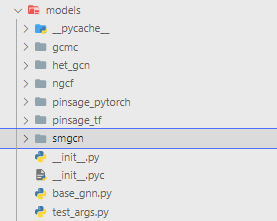 models
__pycache__
gcmc
het_gcn
ngcf
pinsage_pytorch
pinsage_tf
smgcn
__init__.py
__init__.pyc
base_gnn.py
test_args.py